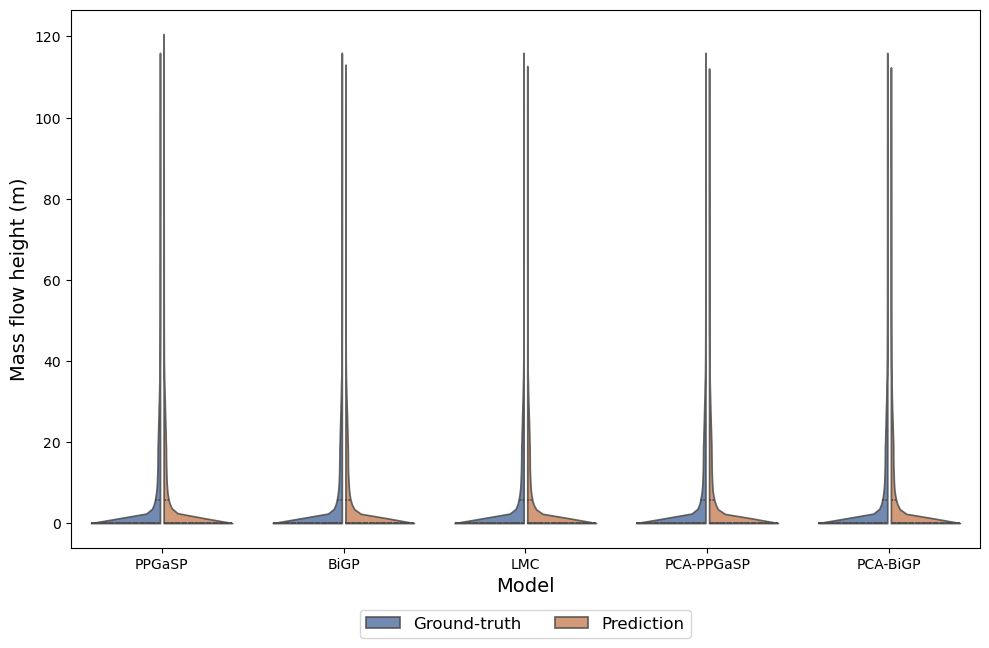 Mass flow height (m)
120
100
80
60
40
20
0
PPGaSP BiGP LMC PCA-PPGaSP PCA-BiGP
Model
Ground-truth Prediction